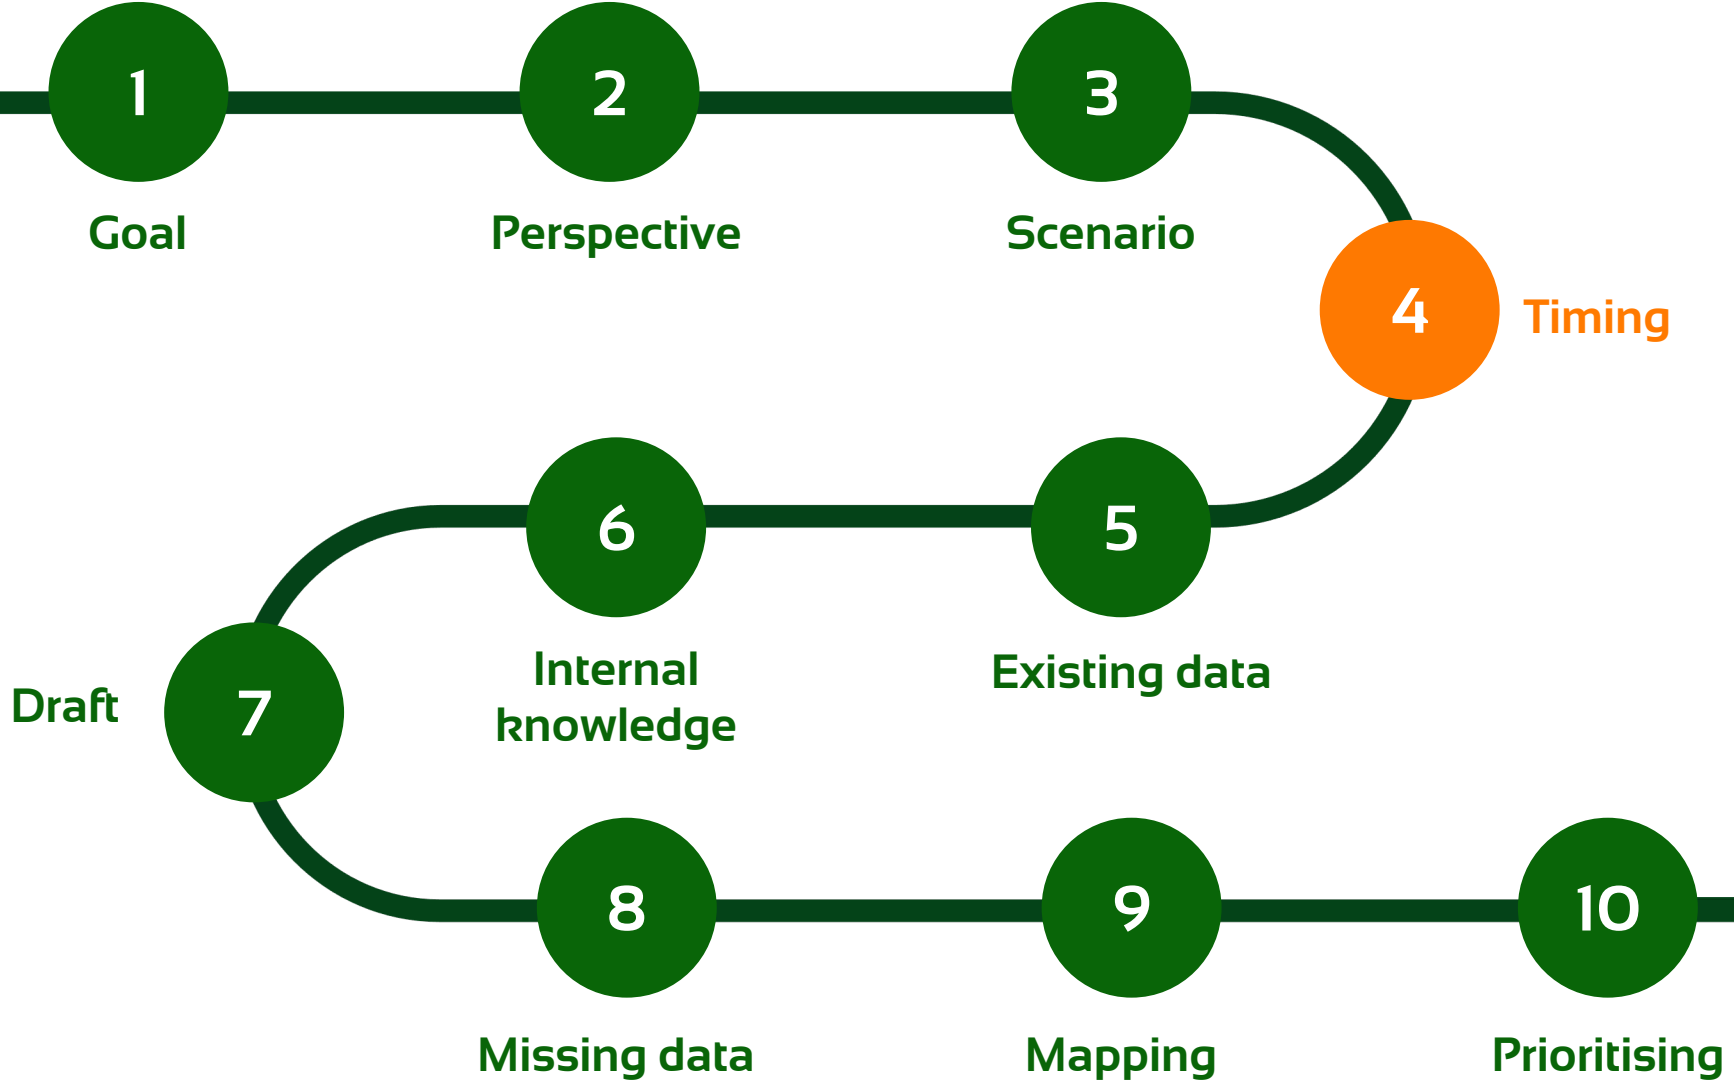 1
Goal
2
Perspective
3
Scenario
4
Timing
5
Existing data
6
Internal
knowledge
7
Draft
8
Missing data
9
Mapping
10
Prioritising